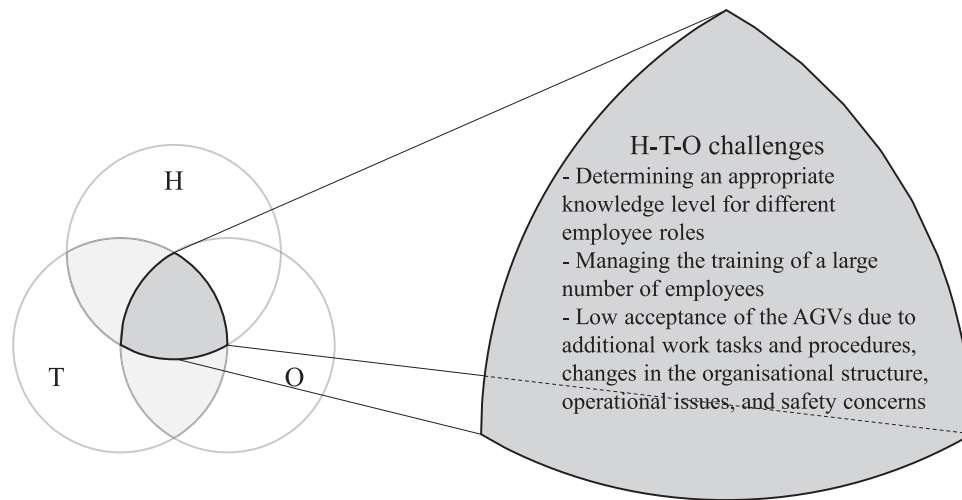 H
T
O
H-T-O challenges
- Determining an appropriate
knowledge level for different
employee roles
- Managing the training of a large
number of employees
- Low acceptance of the AGVs due to
additional work tasks and procedures,
changes in the organisational structure,
operational issues, and safety concerns